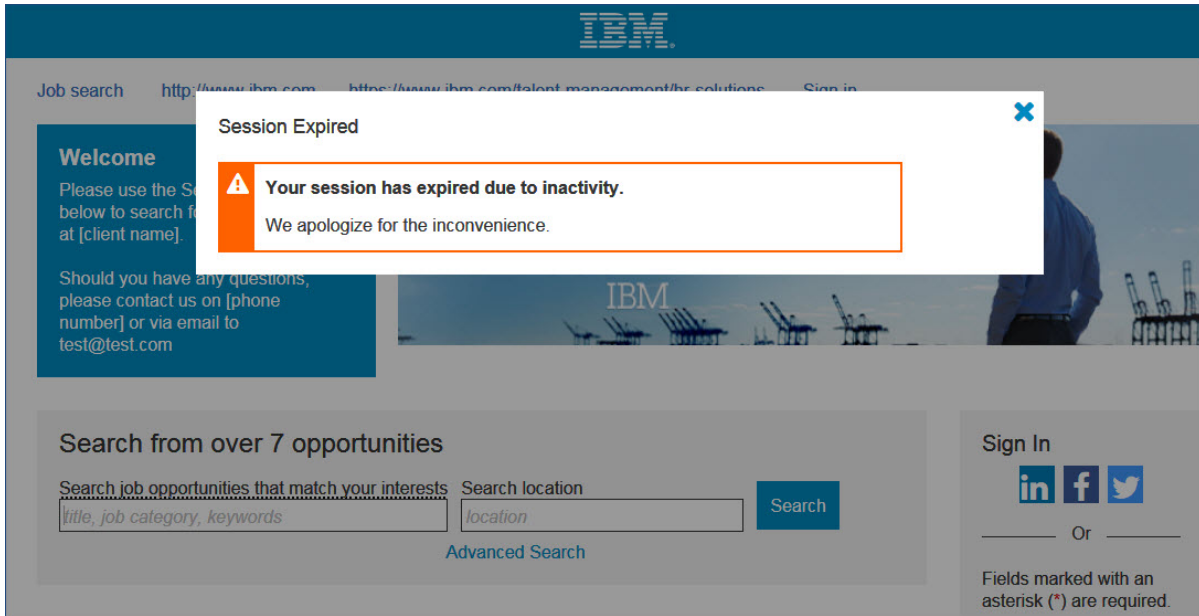 IBM.
Job search http://www.ibm.com https://www.ibm.com/talent-management/hr-solutions Sign in
Session Expired
Your session has expired due to inactivity.
We apologize for the inconvenience.
Welcome
Please use the Se
below to search fo
at [client name].
Should you have any questions,
please contact us on [phone
number] or via email to
test@test.com
IBM
Search from over 7 opportunities
Search job opportunities that match your interests Search location
title, job category, keywords location Search
Advanced Search
Sign In
in f
Or
Fields marked with an
asterisk (*) are required.